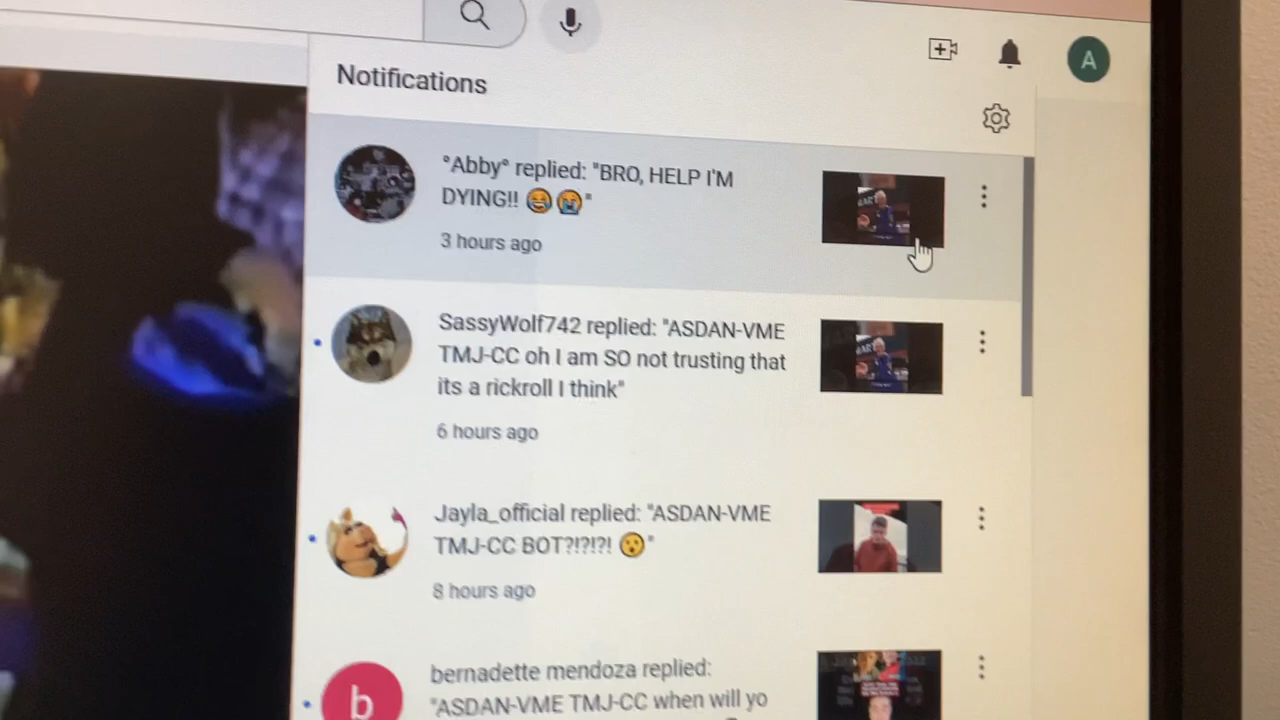 A
Notifications
°Abby° replied: "BRO, HELP I'M
DYING!! 😂😭"
3 hours ago
SassyWolf742 replied: "ASDAN-VME
TMJ-CC oh I am SO not trusting that
its a rickroll I think"
6 hours ago
Jayla_official replied: "ASDAN-VME
TMJ-CC BOT?!?!?! 😮"
8 hours ago
bernadette mendoza replied:
b
"ASDAN-VME TMJ-CC when will yo